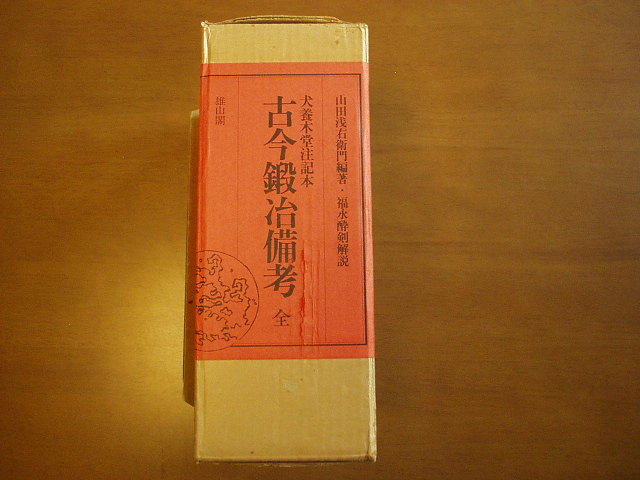 山田浅右衛門編著・福永酔剣解説
犬養木堂注記本
古今鍛冶備考 全
雄山閣